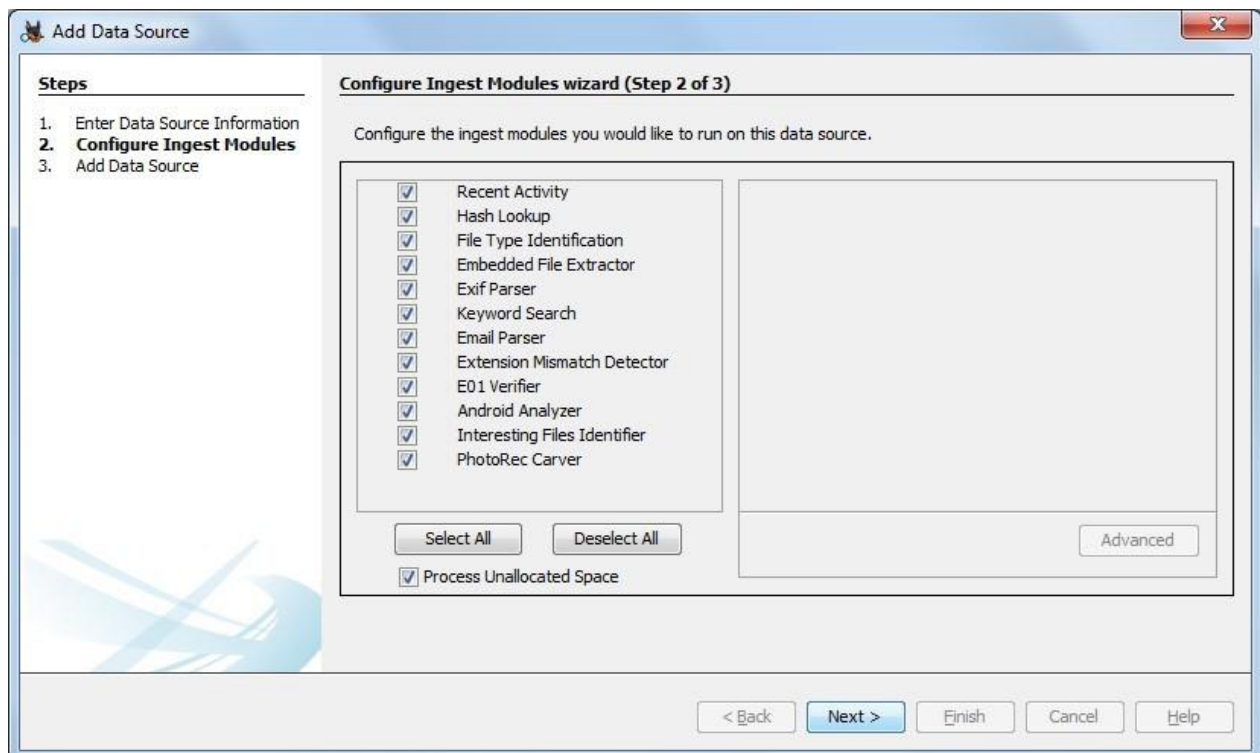 Add Data Source
Steps
1. Enter Data Source Information
2. Configure Ingest Modules
3. Add Data Source
Configure Ingest Modules wizard (Step 2 of 3)
Configure the ingest modules you would like to run on this data source.
Recent Activity
Hash Lookup
File Type Identification
Embedded File Extractor
Exif Parser
Keyword Search
Email Parser
Extension Mismatch Detector
E01 Verifier
Android Analyzer
Interesting Files Identifier
PhotoRec Carver
Select All
Deselect All
Process Unallocated Space
Advanced
< Back
Next >
Finish
Cancel
Help